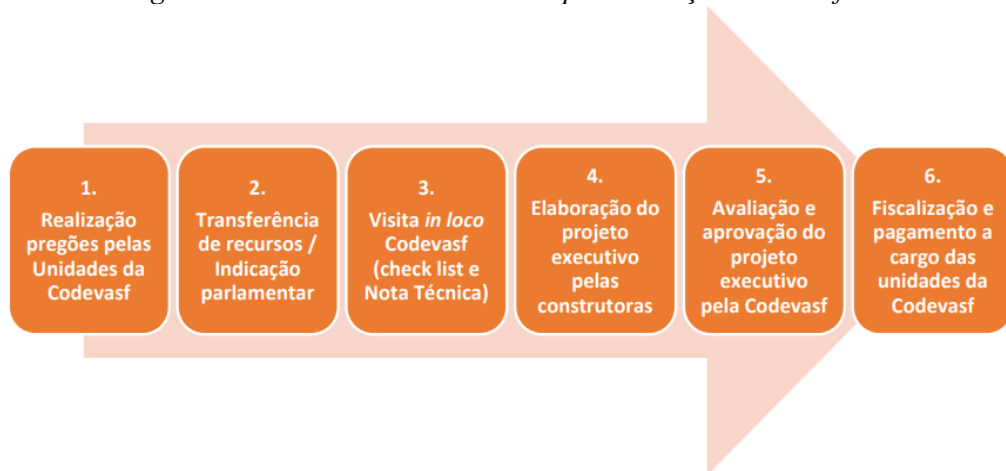 1.
Realização
pregões pelas
Unidades da
Codevasf
2.
Transferência
de recursos /
Indicação
parlamentar
3.
Visita in loco
Codevasf
(check list e
Nota Técnica)
4.
Elaboração do
projeto
executivo
pelas
construtoras
5.
Avaliação e
aprovação do
projeto
executivo
pela Codevasf
6.
Fiscalização e
pagamento a
cargo das
unidades da
Codevasf